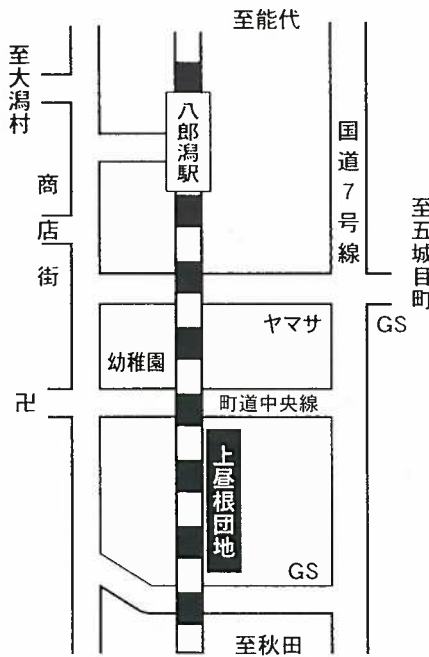 至能代
至大潟村
八郎潟駅
国道7号線
商店街
至五城目町
ヤマサ
GS
幼稚園
卍
町道中央線
上昼根団地
GS
至秋田